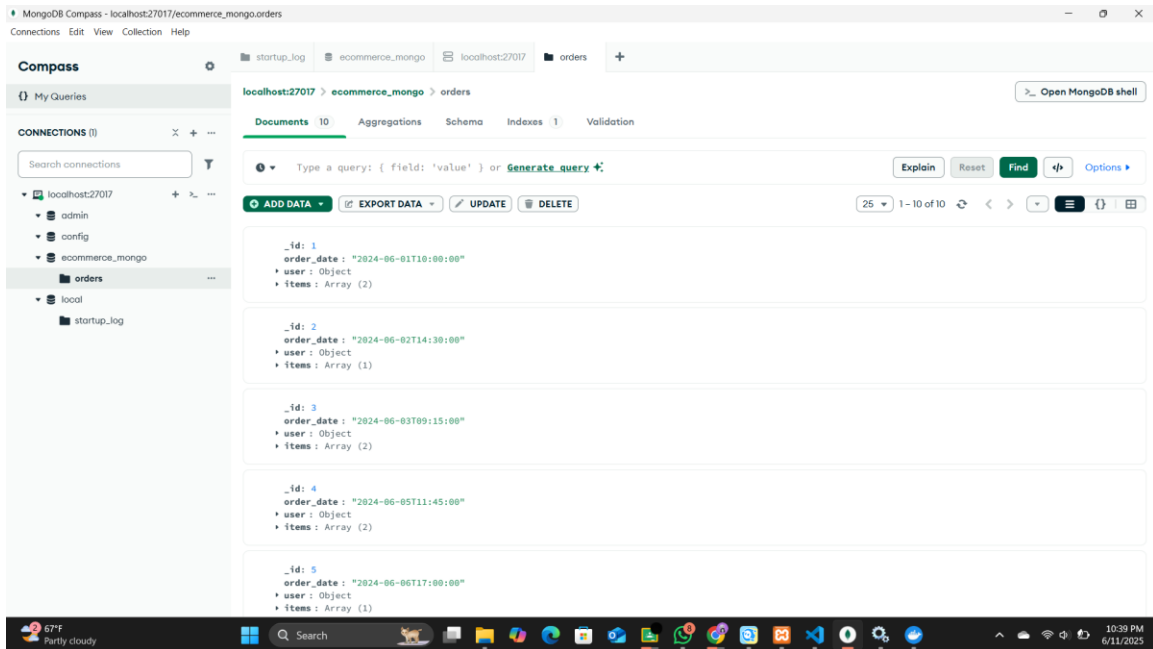 MongoDB Compass - localhost:27017/ecommerce_mongo.orders
Connections Edit View Collection Help
Compass
{} My Queries
CONNECTIONS (1)
Search connections
localhost:27017
admin
config
ecommerce_mongo
orders
local
startup_log
startup_log ecommerce_mongo localhost:27017 orders
localhost:27017 > ecommerce_mongo > orders
>_ Open MongoDB shell
Documents 10 Aggregations Schema Indexes 1 Validation
Type a query: { field: 'value' } or Generate query
Explain Reset Find </> Options
ADD DATA EXPORT DATA UPDATE DELETE
25 1 – 10 of 10 {}
_id: 1
order_date : "2024-06-01T10:00:00"
user : Object
items : Array (2)
_id: 2
order_date : "2024-06-02T14:30:00"
user : Object
items : Array (1)
_id: 3
order_date : "2024-06-03T09:15:00"
user : Object
items : Array (2)
_id: 4
order_date : "2024-06-05T11:45:00"
user : Object
items : Array (2)
_id: 5
order_date : "2024-06-06T17:00:00"
user : Object
items : Array (1)
2
67°F
Partly cloudy
Search
8
10:39 PM
6/11/2025